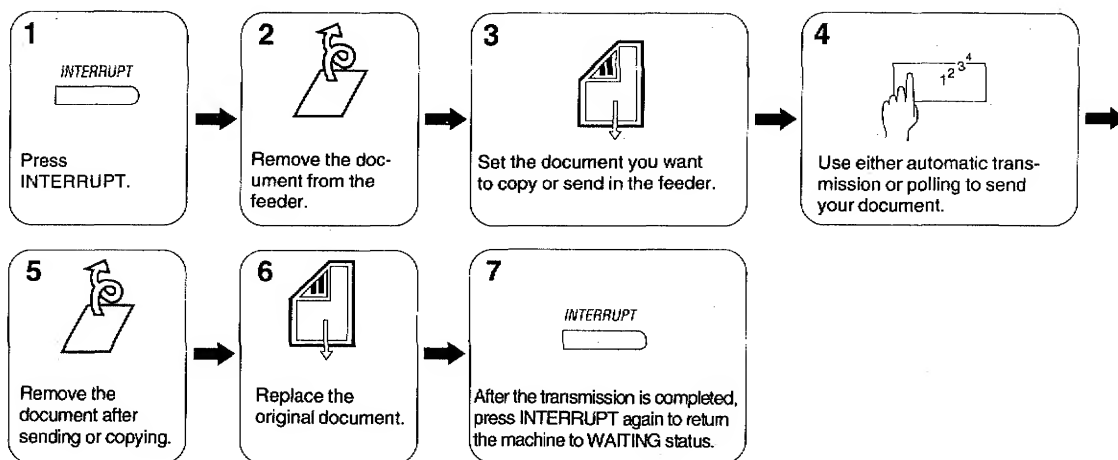 1
INTERRUPT
Press
INTERRUPT.
2
Remove the doc-
ument from the
feeder.
3
Set the document you want
to copy or send in the feeder.
4
1 2 3 4
Use either automatic trans-
mission or polling to send
your document.
5
Remove the
document after
sending or copying.
6
Replace the
original document.
7
INTERRUPT
After the transmission is completed,
press INTERRUPT again to return
the machine to WAITING status.